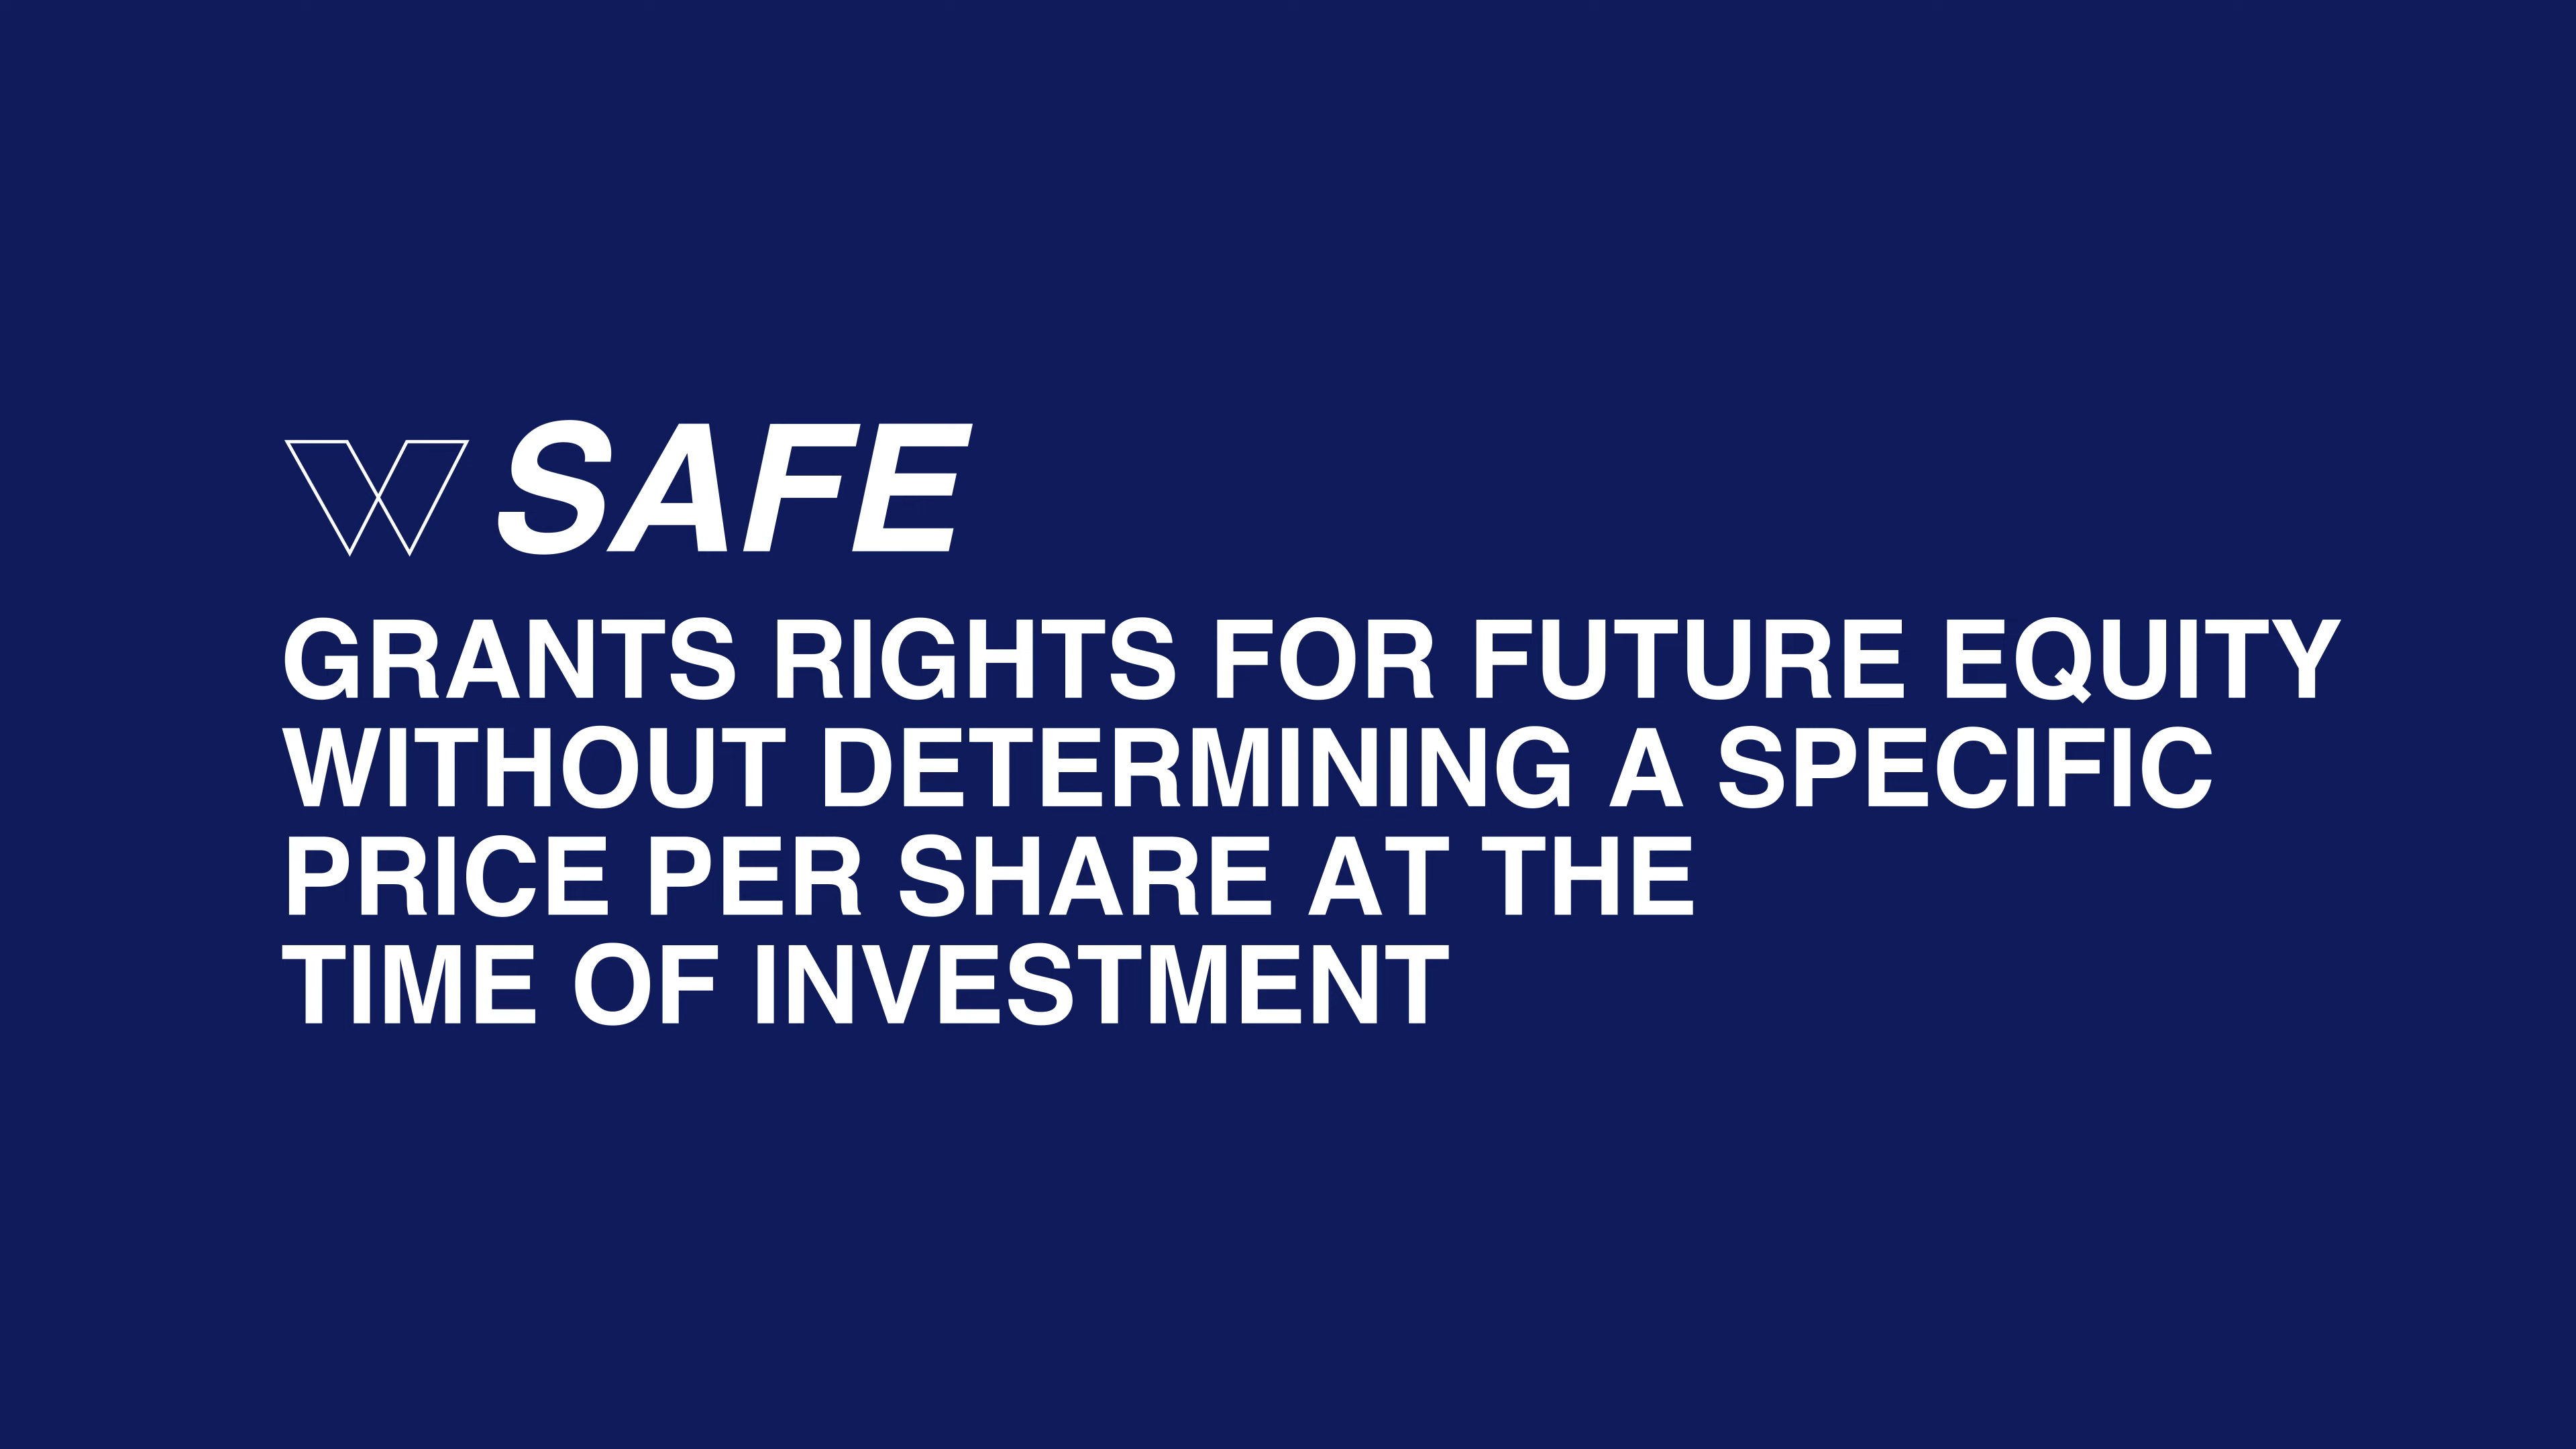 W SAFE
GRANTS RIGHTS FOR FUTURE EQUITY
WITHOUT DETERMINING A SPECIFIC
PRICE PER SHARE AT THE
TIME OF INVESTMENT